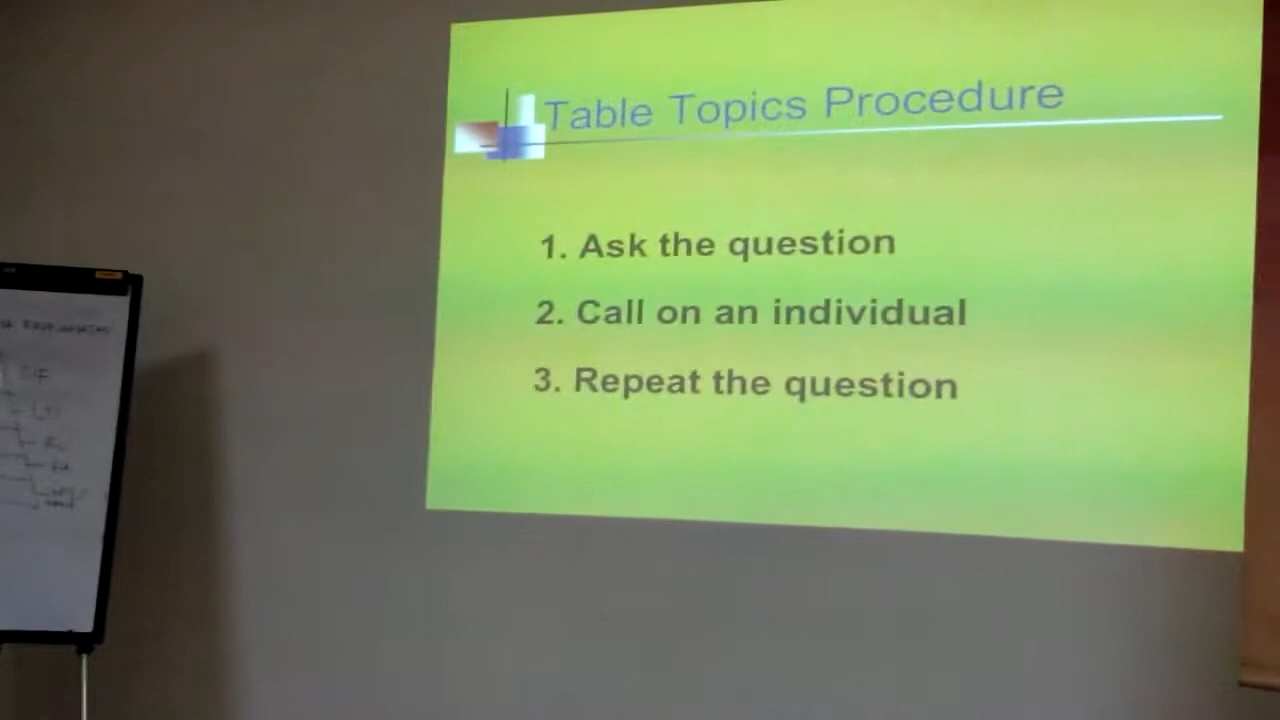 Table Topics Procedure
1. Ask the question
2. Call on an individual
3. Repeat the question